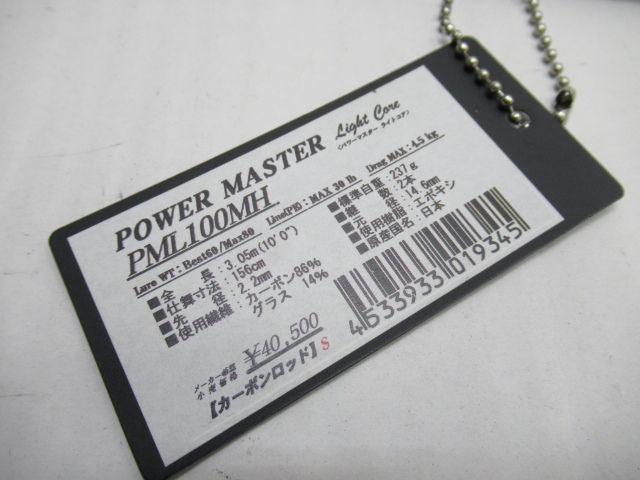 POWER MASTER Light Core
(パワーマスター ライトコア)
PML100MH
Lure WT : Best60/Max80 Line(PE) : MAX 30 lb Drag MAX : 4.5 kg
■全長 : 3.05m(10'0")
■仕舞寸法 : 156cm
■先径 : 2.2mm
■使用繊維 : カーボン86%
グラス 14%
■標準自重 : 237g
■継数 : 2本
■元径 : 14.6mm
■使用樹脂 : エポキシ
■原産国名 : 日本
メーカー希望
小売価格 ¥40,500
【カーボンロッド】S
4533933019345